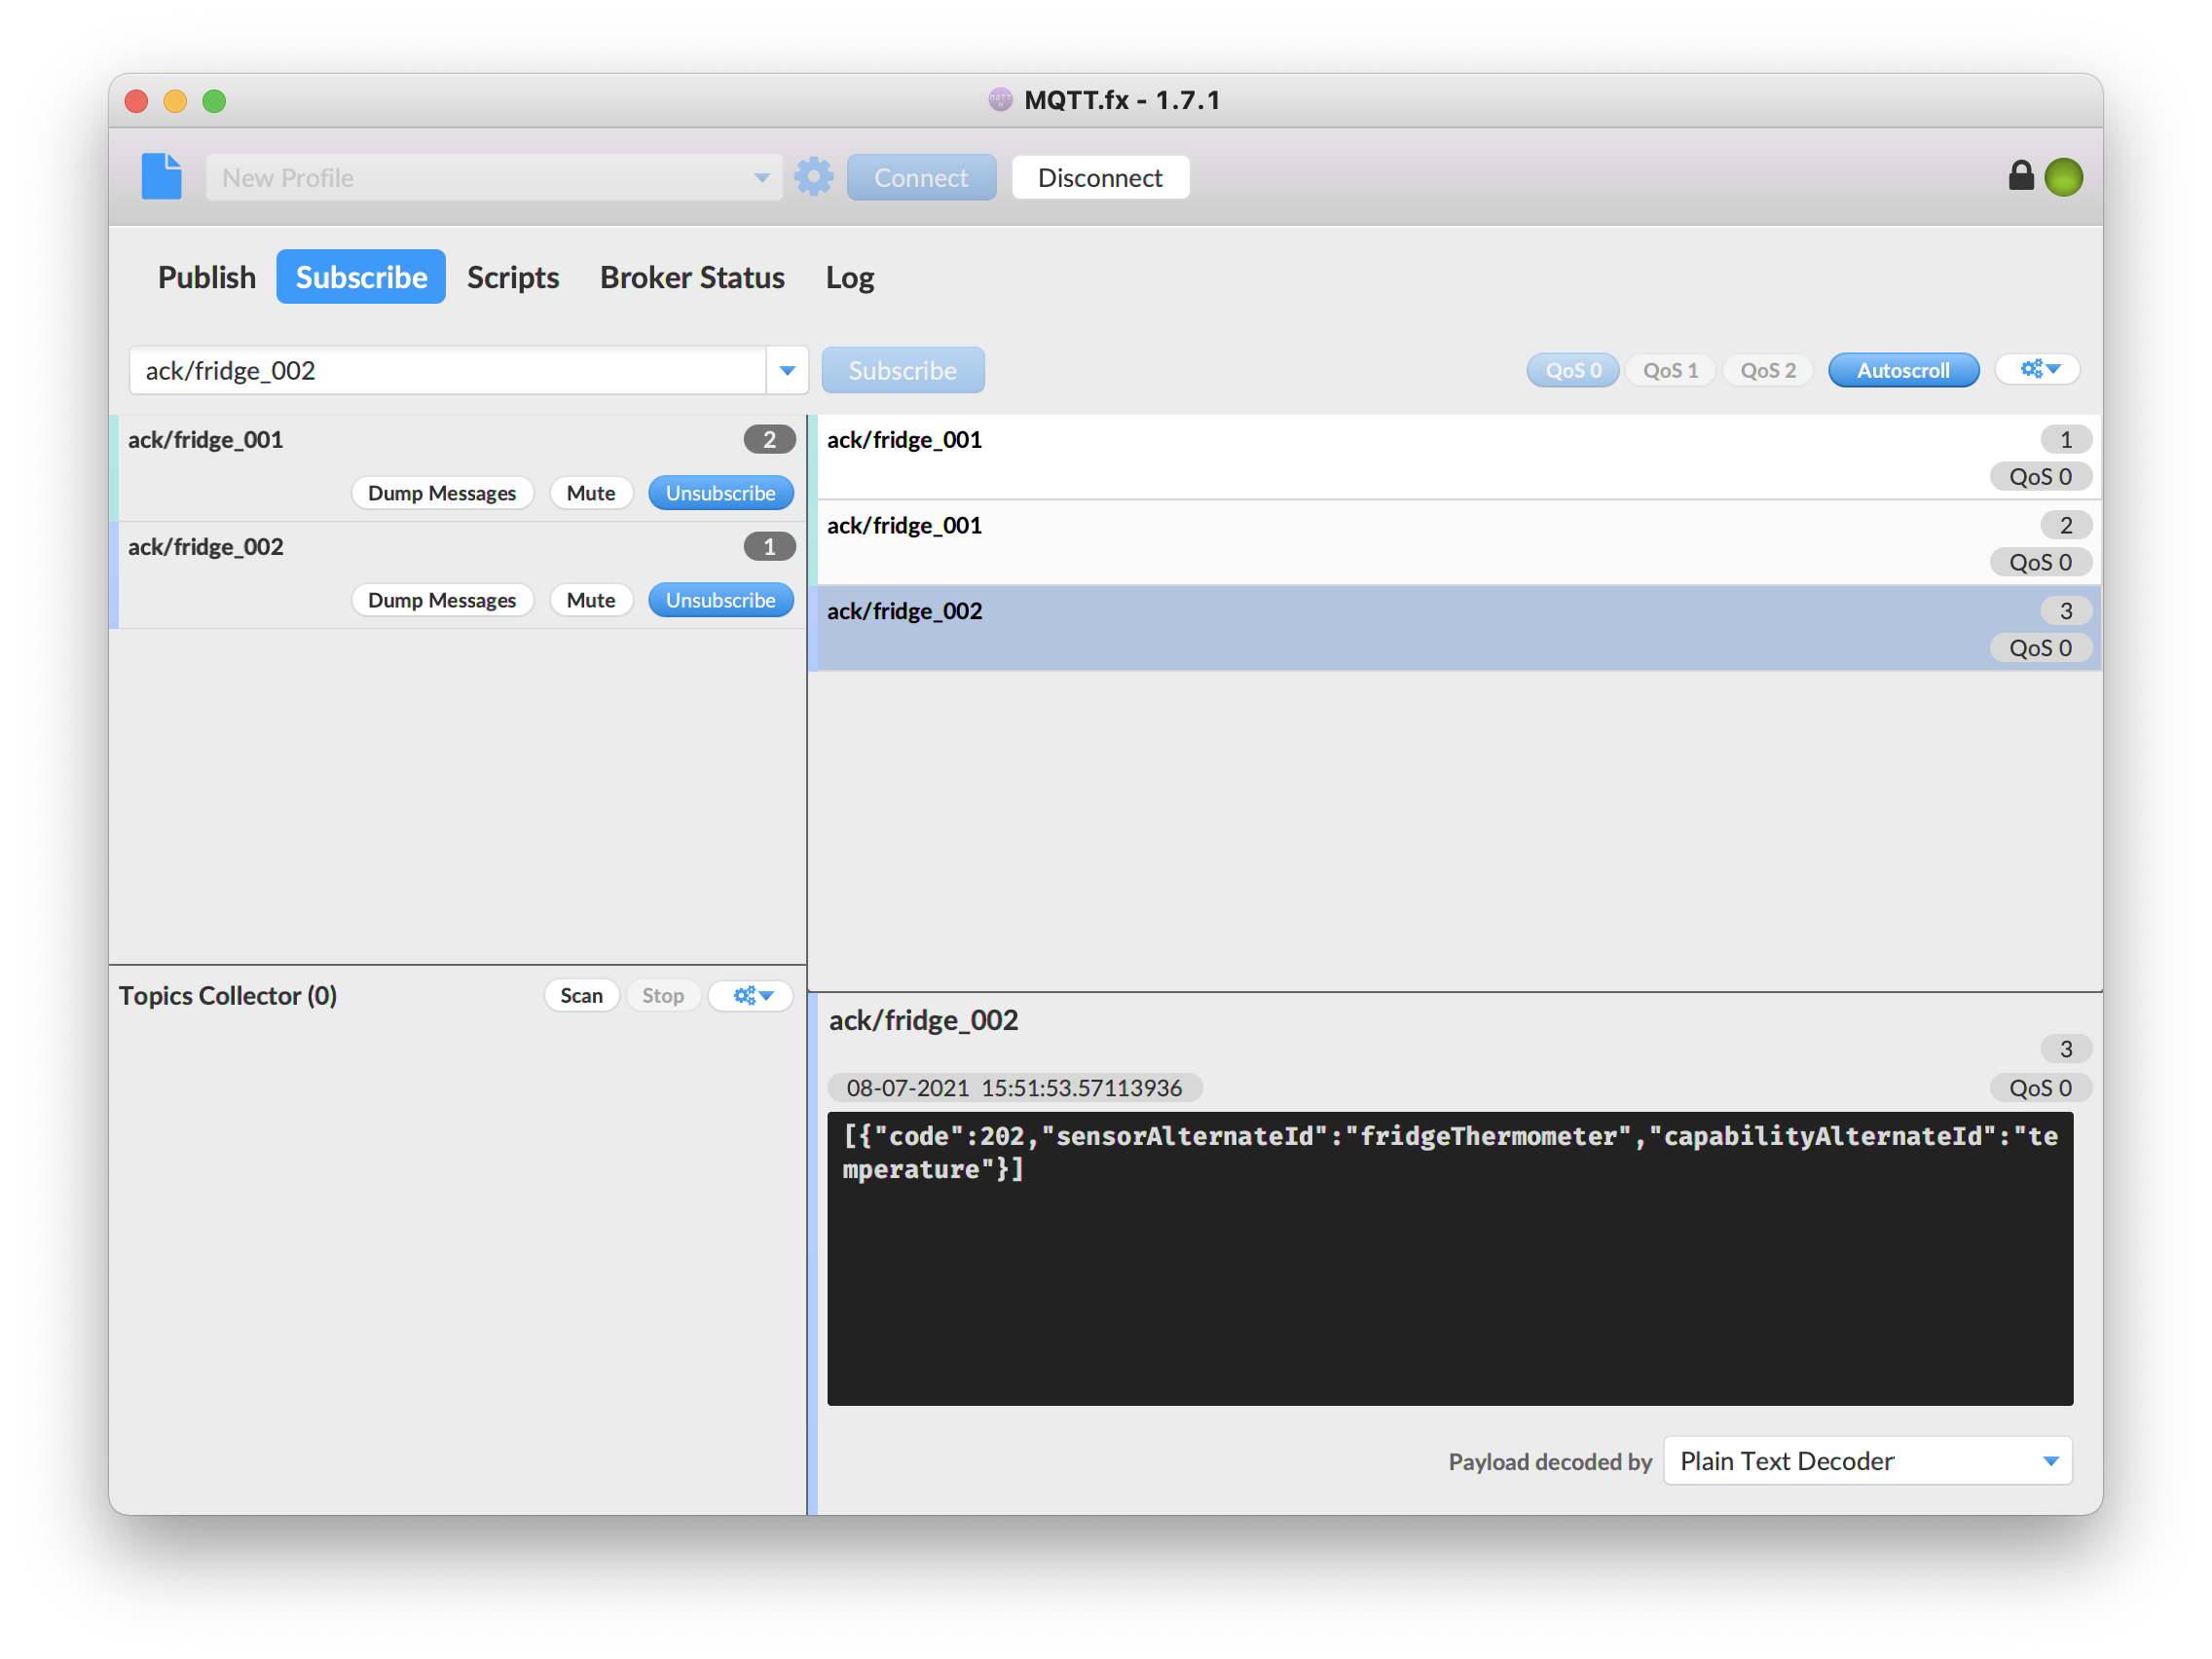 MQTT.fx - 1.7.1
New Profile
Connect
Disconnect
Publish
Subscribe
Scripts
Broker Status
Log
ack/fridge_002
Subscribe
QoS 0
QoS 1
QoS 2
Autoscroll
ack/fridge_001
2
Dump Messages
Mute
Unsubscribe
ack/fridge_002
1
Dump Messages
Mute
Unsubscribe
ack/fridge_001
1
QoS 0
ack/fridge_001
2
QoS 0
ack/fridge_002
3
QoS 0
Topics Collector (0)
Scan
Stop
ack/fridge_002
3
08-07-2021 15:51:53.57113936
QoS 0
[{"code":202,"sensorAlternateId":"fridgeThermometer","capabilityAlternateId":"te
mperature"}]
Payload decoded by
Plain Text Decoder